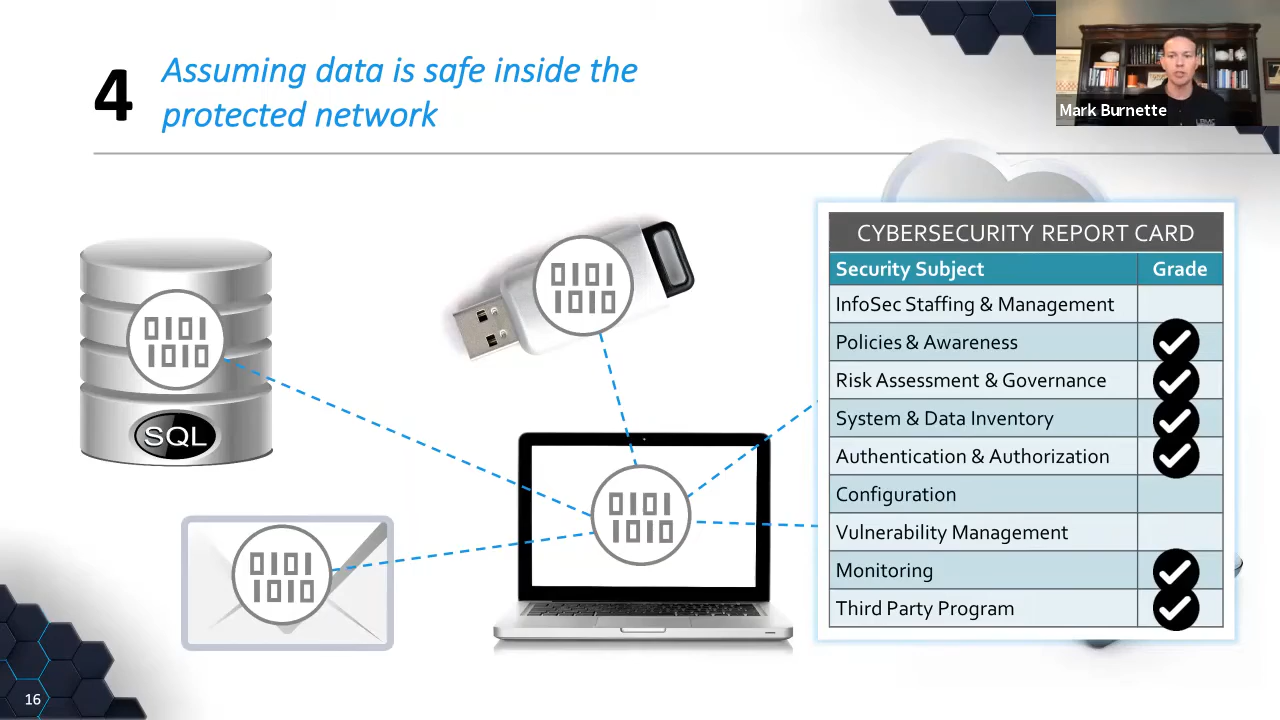 4
Assuming data is safe inside the
protected network
Mark Burnette
0101
1010
SQL
0101
1010
0101
1010
0101
1010
CYBERSECURITY REPORT CARD
Security Subject Grade
InfoSec Staffing & Management
Policies & Awareness
Risk Assessment & Governance
System & Data Inventory
Authentication & Authorization
Configuration
Vulnerability Management
Monitoring
Third Party Program
16